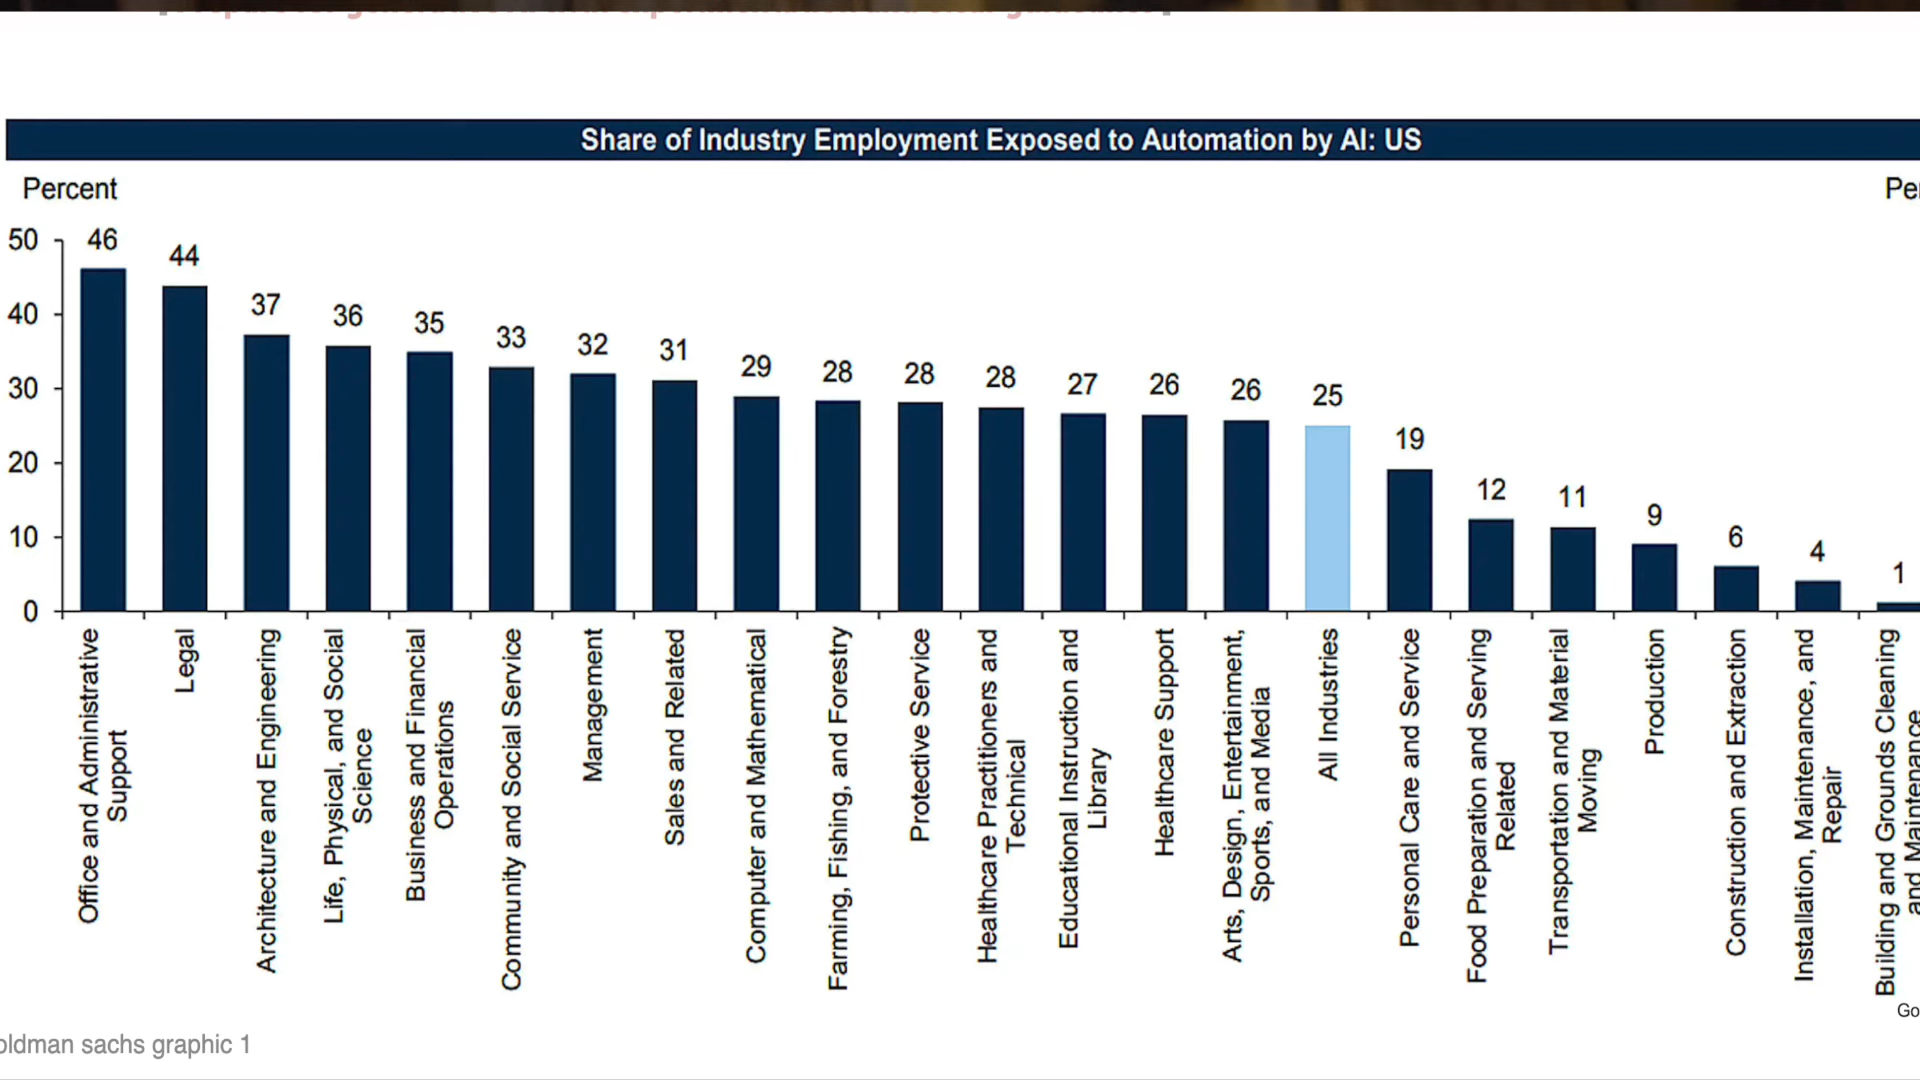 Share of Industry Employment Exposed to Automation by AI: US
Percent
Per
50
40
30
20
10
0
46
44
37
36
35
33
32
31
29
28
28
28
27
26
26
25
19
12
11
9
6
4
1
Office and Administrative
Support
Legal
Architecture and Engineering
Life, Physical, and Social
Science
Business and Financial
Operations
Community and Social Service
Management
Sales and Related
Computer and Mathematical
Farming, Fishing, and Forestry
Protective Service
Healthcare Practitioners and
Technical
Educational Instruction and
Library
Healthcare Support
Arts, Design, Entertainment,
Sports, and Media
All Industries
Personal Care and Service
Food Preparation and Serving
Related
Transportation and Material
Moving
Production
Construction and Extraction
Installation, Maintenance, and
Repair
Building and Grounds Cleaning
and Maintenance
Go
oldman sachs graphic 1